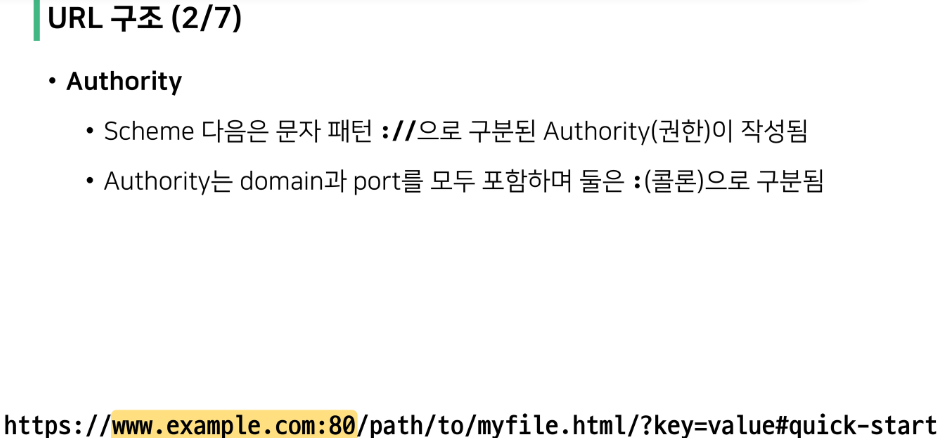 URL 구조 (2/7)
• Authority
• Scheme 다음은 문자 패턴 ://으로 구분된 Authority(권한)이 작성됨
• Authority는 domain과 port를 모두 포함하며 둘은 :(콜론)으로 구분됨
https://www.example.com:80/path/to/myfile.html/?key=value#quick-start